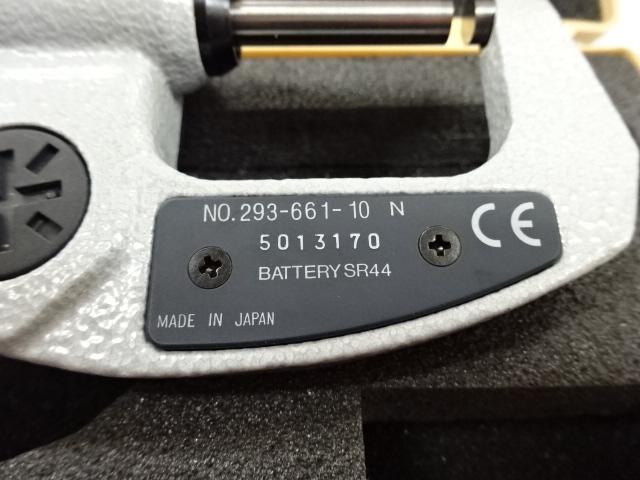 NO. 293-661-10 N
5013170
BATTERY SR44
CE
MADE IN JAPAN